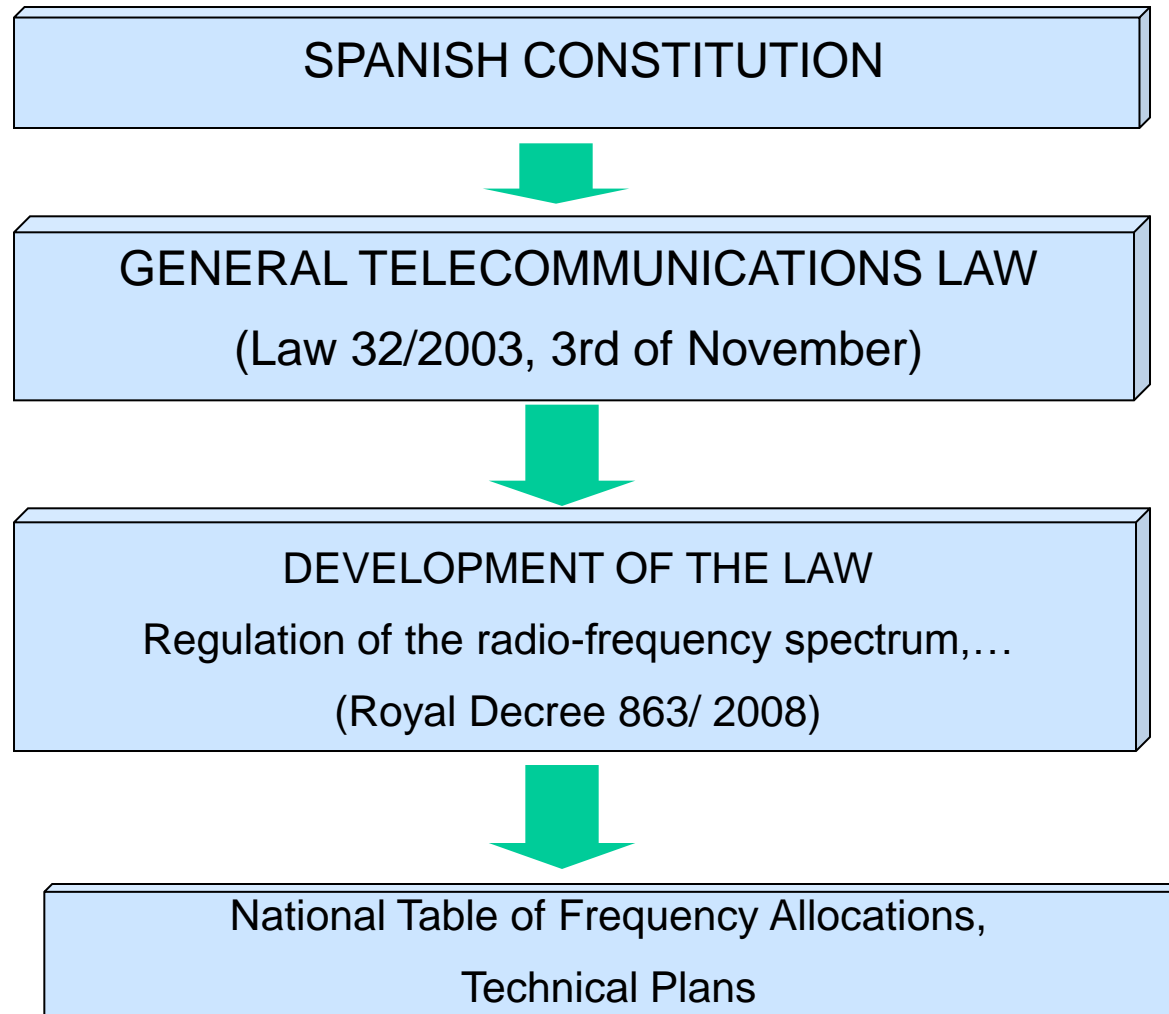 SPANISH CONSTITUTION
GENERAL TELECOMMUNICATIONS LAW
(Law 32/2003, 3rd of November)
DEVELOPMENT OF THE LAW
Regulation of the radio-frequency spectrum,…
(Royal Decree 863/ 2008)
National Table of Frequency Allocations,
Technical Plans